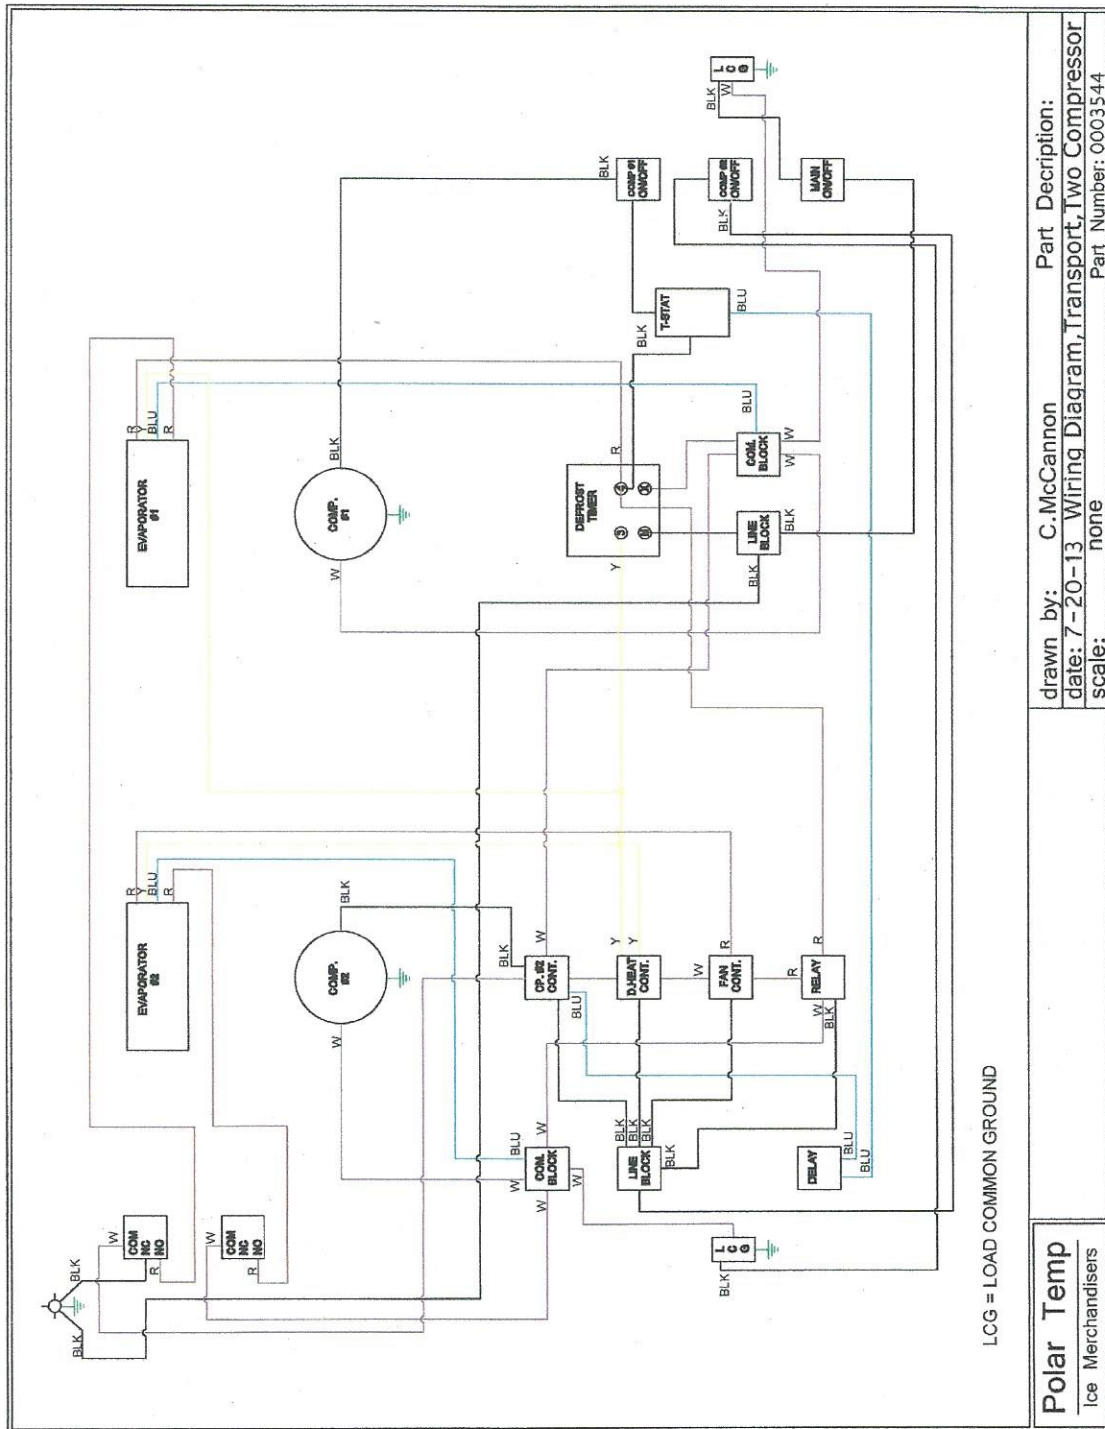 BLK
BLK
COM
NC
NO
W
R
COM
NC
NO
W
R
EVAPORATOR
#2
R
Y
BLU
R
EVAPORATOR
#1
R
Y
BLU
R
COMP.
#2
W
BLK
COMP.
#1
W
BLK
BLK
COM.
BLOCK
W
BLU
W
W
W
CP. #2
CONT.
BLK
W
BLU
LINE
BLOCK
BLK
BLK
BLK
BLK
D.HEAT
CONT.
Y
Y
FAN
CONT.
W
R
RELAY
R
R
W
BLK
DELAY
BLU
BLU
L
C
G
BLK
DEFROST
TIMER
3
4
N
X
Y
R
LINE
BLOCK
BLK
BLK
COM.
BLOCK
BLU
W
W
T-STAT
BLK
BLU
COMP #1
ON/OFF
COMP #2
ON/OFF
BLK
MAIN
ON/OFF
L
C
G
BLK
W
LCG = LOAD COMMON GROUND
Polar Temp
Ice Merchandisers
drawn by: C.McCannon
Part Decription:
date: 7-20-13 Wiring Diagram,Transport,Two Compressor
scale: none
Part Number: 0003544